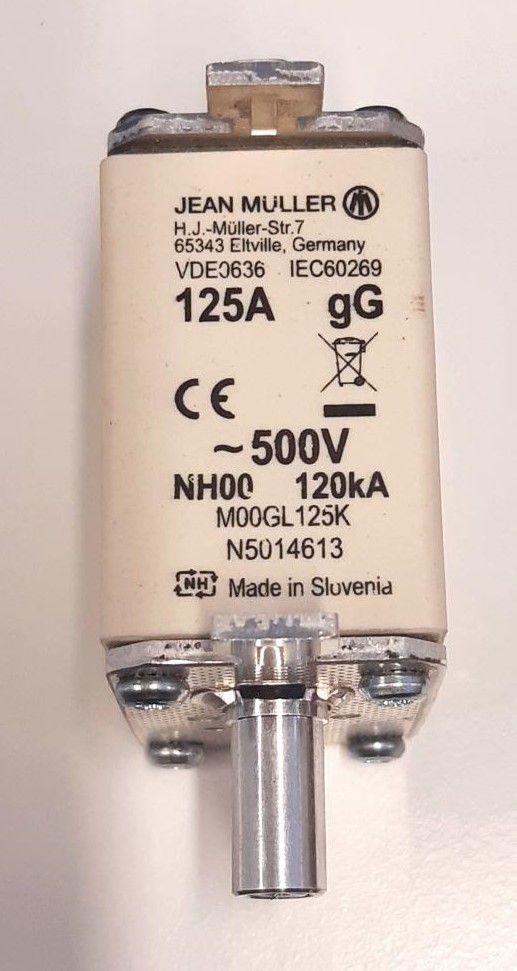 JEAN MÜLLER
H.J.-Müller-Str.7
65343 Eltville, Germany
VDE0636 IEC60269
125A gG
CE
~500V
NH00 120kA
M00GL125K
N5014613
NH Made in Slovenia